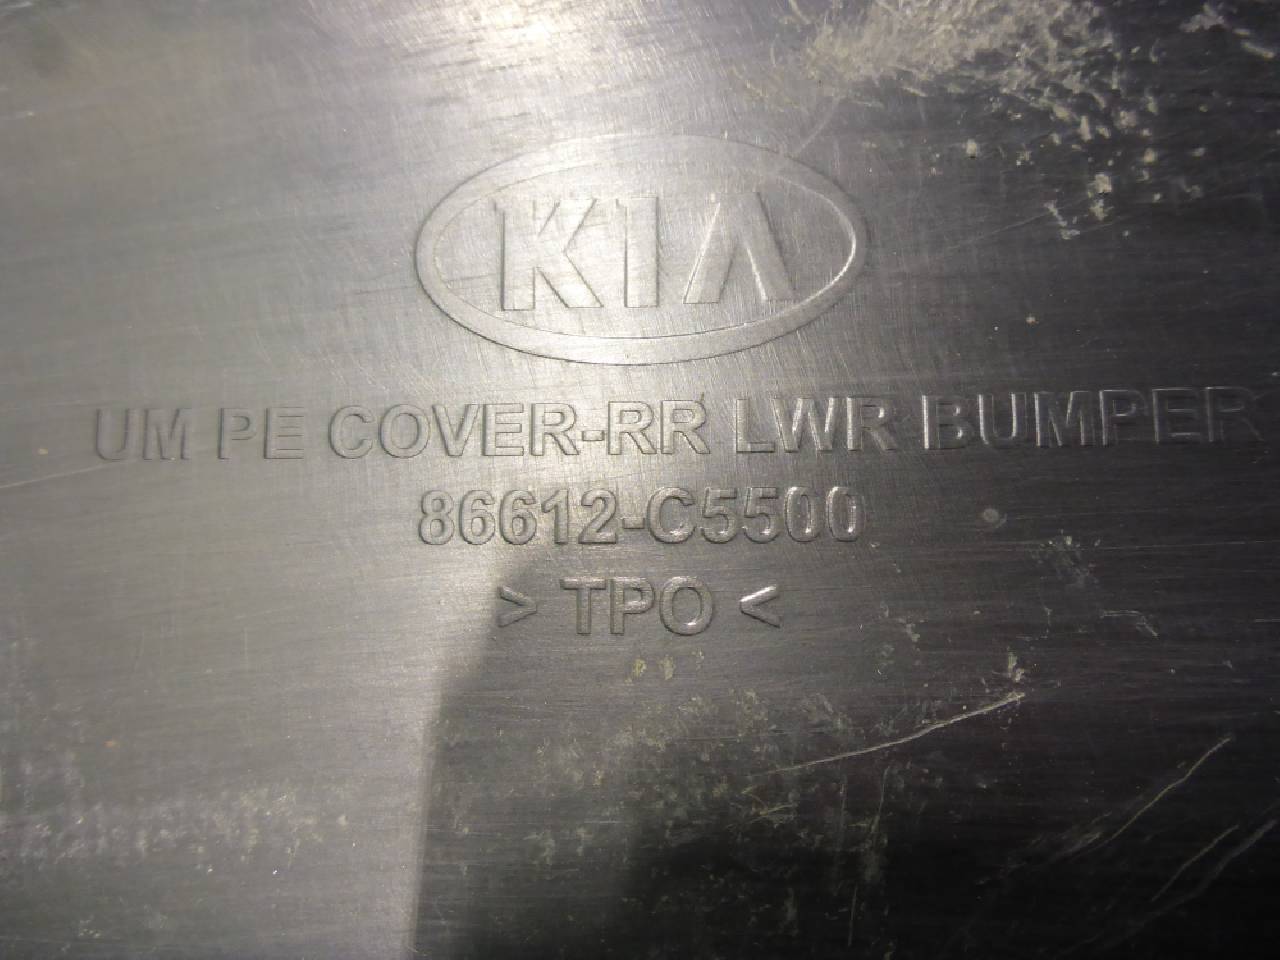 KIA
UM PE COVER-RR LWR BUMPER
86612-C5500
> TPO <